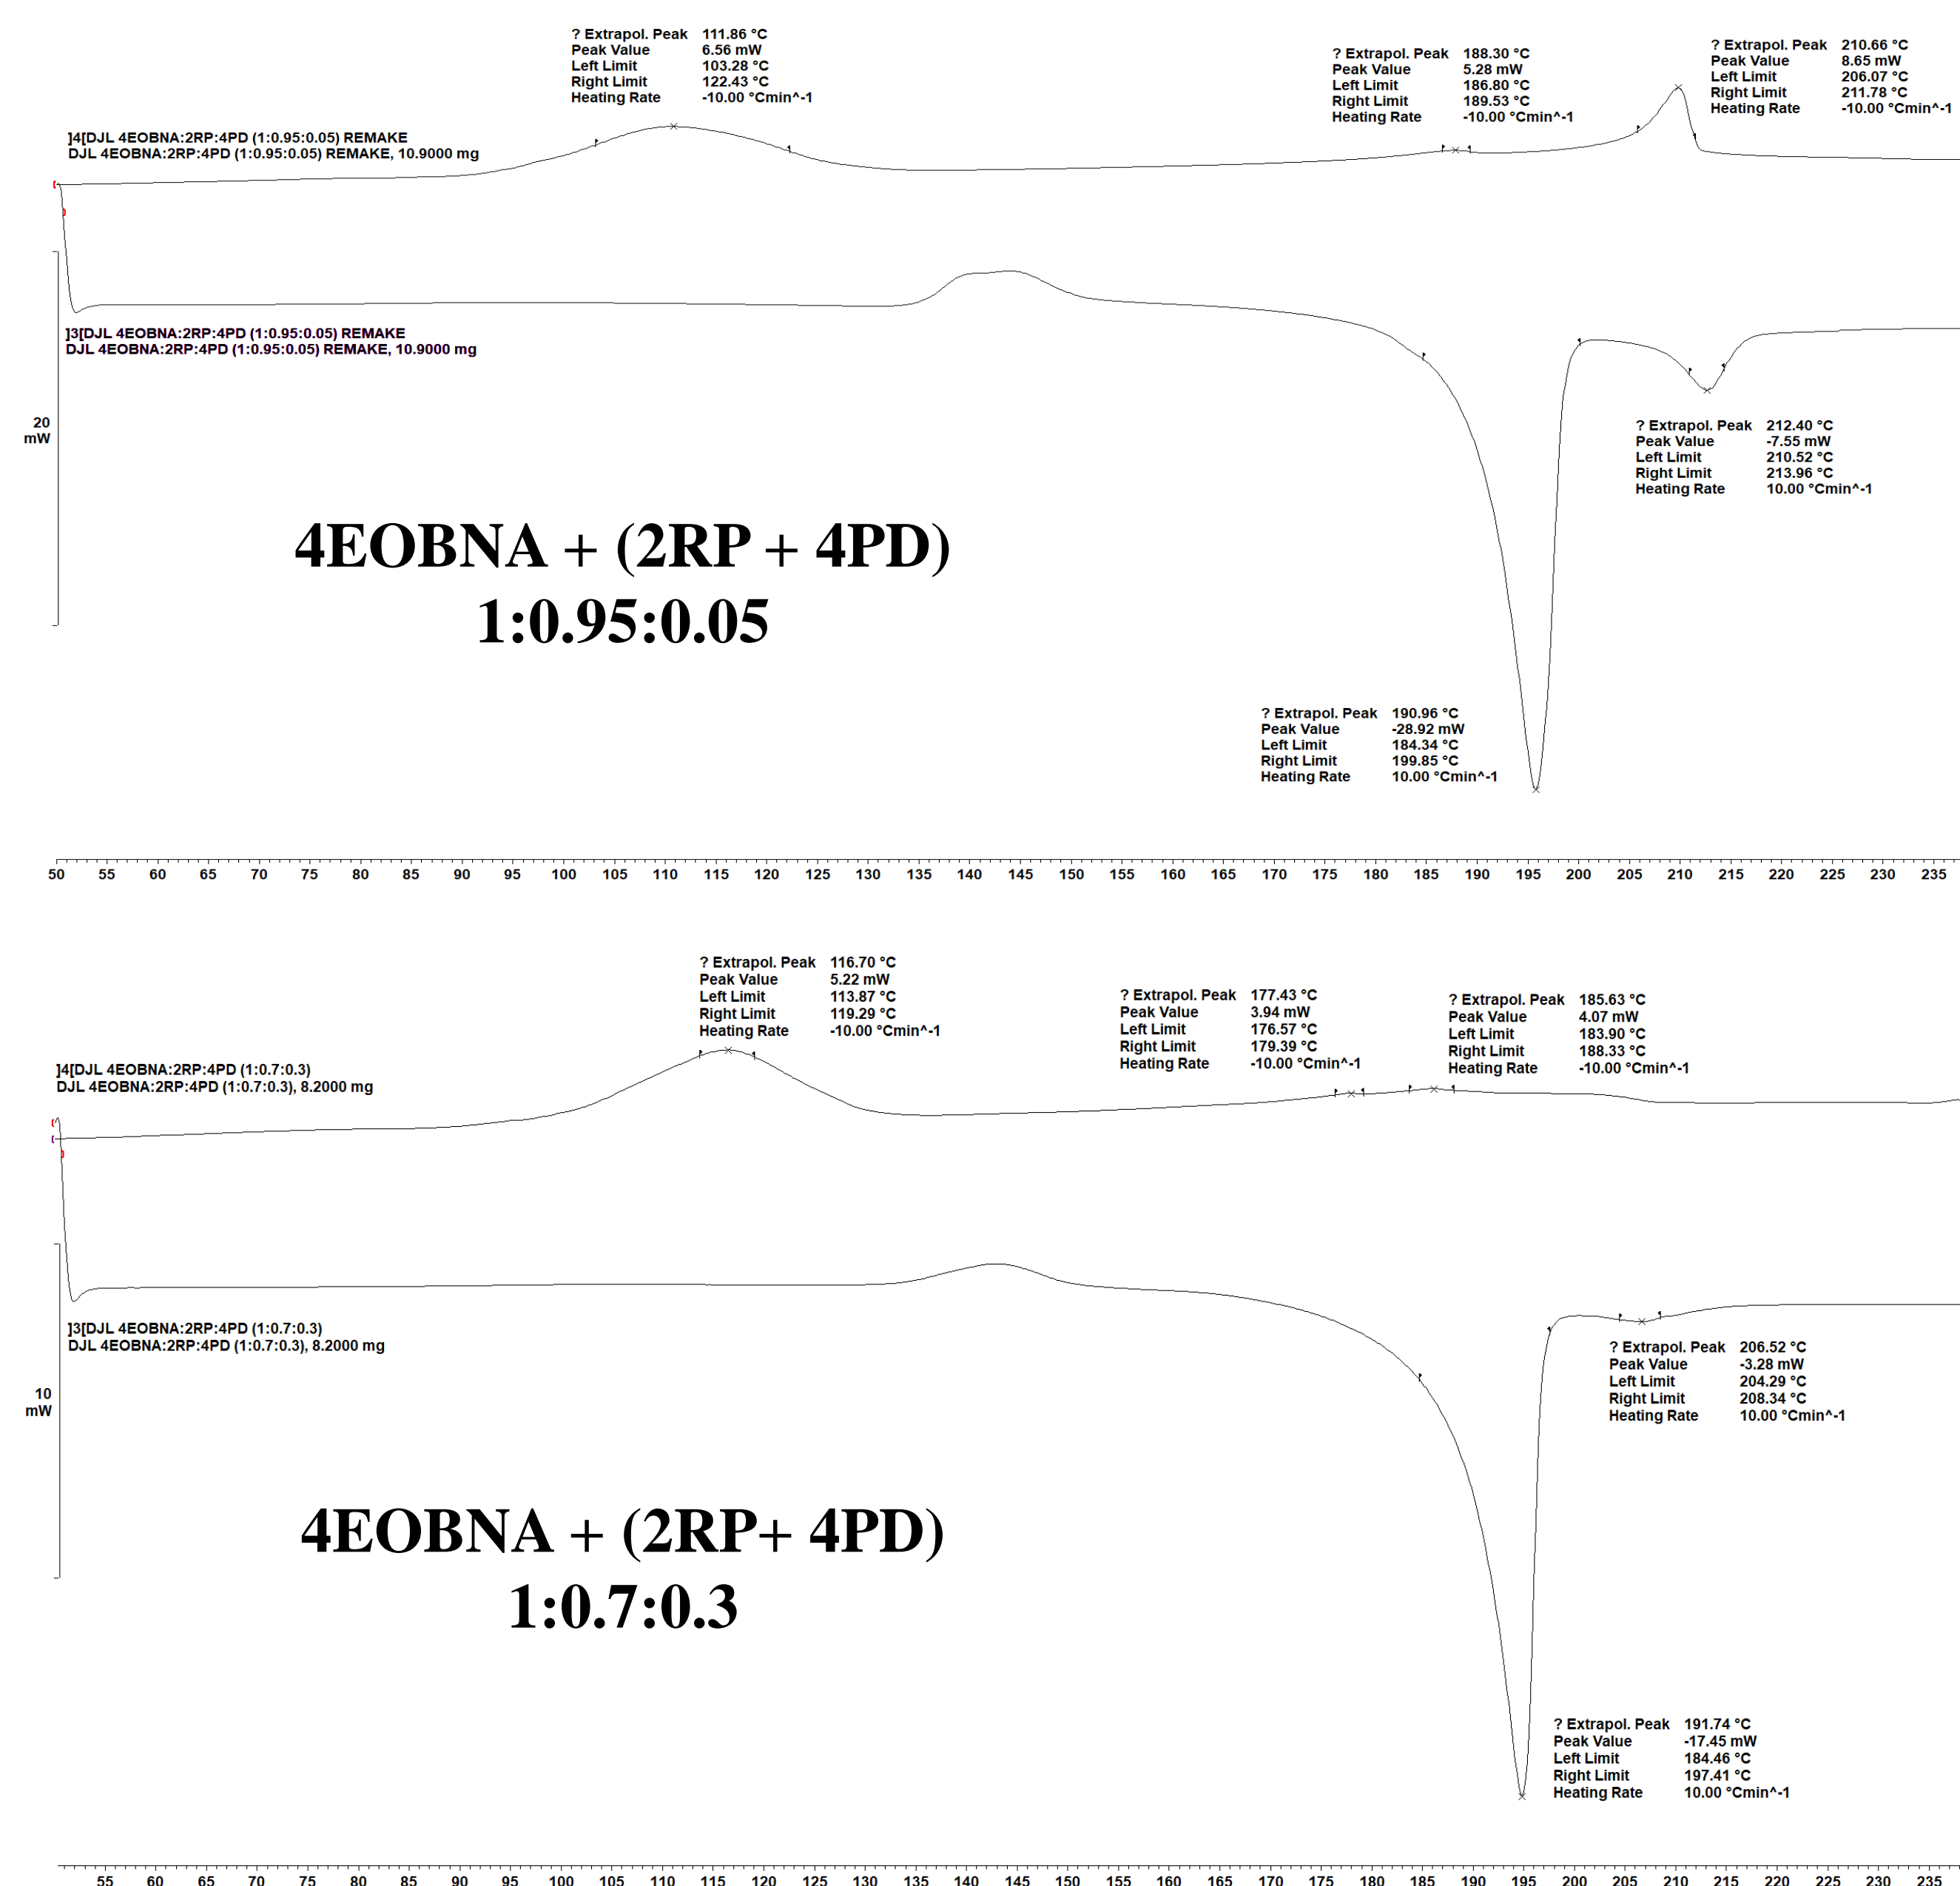 ? Extrapol. Peak 111.86 °C
Peak Value 6.56 mW
Left Limit 103.28 °C
Right Limit 122.43 °C
Heating Rate -10.00 °Cmin^-1
? Extrapol. Peak 188.30 °C
Peak Value 5.28 mW
Left Limit 186.80 °C
Right Limit 189.53 °C
Heating Rate -10.00 °Cmin^-1
? Extrapol. Peak 210.66 °C
Peak Value 8.65 mW
Left Limit 206.07 °C
Right Limit 211.78 °C
Heating Rate -10.00 °Cmin^-1
]4[DJL 4EOBNA:2RP:4PD (1:0.95:0.05) REMAKE
DJL 4EOBNA:2RP:4PD (1:0.95:0.05) REMAKE, 10.9000 mg
]3[DJL 4EOBNA:2RP:4PD (1:0.95:0.05) REMAKE
DJL 4EOBNA:2RP:4PD (1:0.95:0.05) REMAKE, 10.9000 mg
20
mW
? Extrapol. Peak 212.40 °C
Peak Value -7.55 mW
Left Limit 210.52 °C
Right Limit 213.96 °C
Heating Rate 10.00 °Cmin^-1
4EOBNA + (2RP + 4PD)
1:0.95:0.05
? Extrapol. Peak 190.96 °C
Peak Value -28.92 mW
Left Limit 184.34 °C
Right Limit 199.85 °C
Heating Rate 10.00 °Cmin^-1
50 55 60 65 70 75 80 85 90 95 100 105 110 115 120 125 130 135 140 145 150 155 160 165 170 175 180 185 190 195 200 205 210 215 220 225 230 235
? Extrapol. Peak 116.70 °C
Peak Value 5.22 mW
Left Limit 113.87 °C
Right Limit 119.29 °C
Heating Rate -10.00 °Cmin^-1
? Extrapol. Peak 177.43 °C
Peak Value 3.94 mW
Left Limit 176.57 °C
Right Limit 179.39 °C
Heating Rate -10.00 °Cmin^-1
? Extrapol. Peak 185.63 °C
Peak Value 4.07 mW
Left Limit 183.90 °C
Right Limit 188.33 °C
Heating Rate -10.00 °Cmin^-1
]4[DJL 4EOBNA:2RP:4PD (1:0.7:0.3)
DJL 4EOBNA:2RP:4PD (1:0.7:0.3), 8.2000 mg
]3[DJL 4EOBNA:2RP:4PD (1:0.7:0.3)
DJL 4EOBNA:2RP:4PD (1:0.7:0.3), 8.2000 mg
10
mW
? Extrapol. Peak 206.52 °C
Peak Value -3.28 mW
Left Limit 204.29 °C
Right Limit 208.34 °C
Heating Rate 10.00 °Cmin^-1
4EOBNA + (2RP+ 4PD)
1:0.7:0.3
? Extrapol. Peak 191.74 °C
Peak Value -17.45 mW
Left Limit 184.46 °C
Right Limit 197.41 °C
Heating Rate 10.00 °Cmin^-1
55 60 65 70 75 80 85 90 95 100 105 110 115 120 125 130 135 140 145 150 155 160 165 170 175 180 185 190 195 200 205 210 215 220 225 230 235